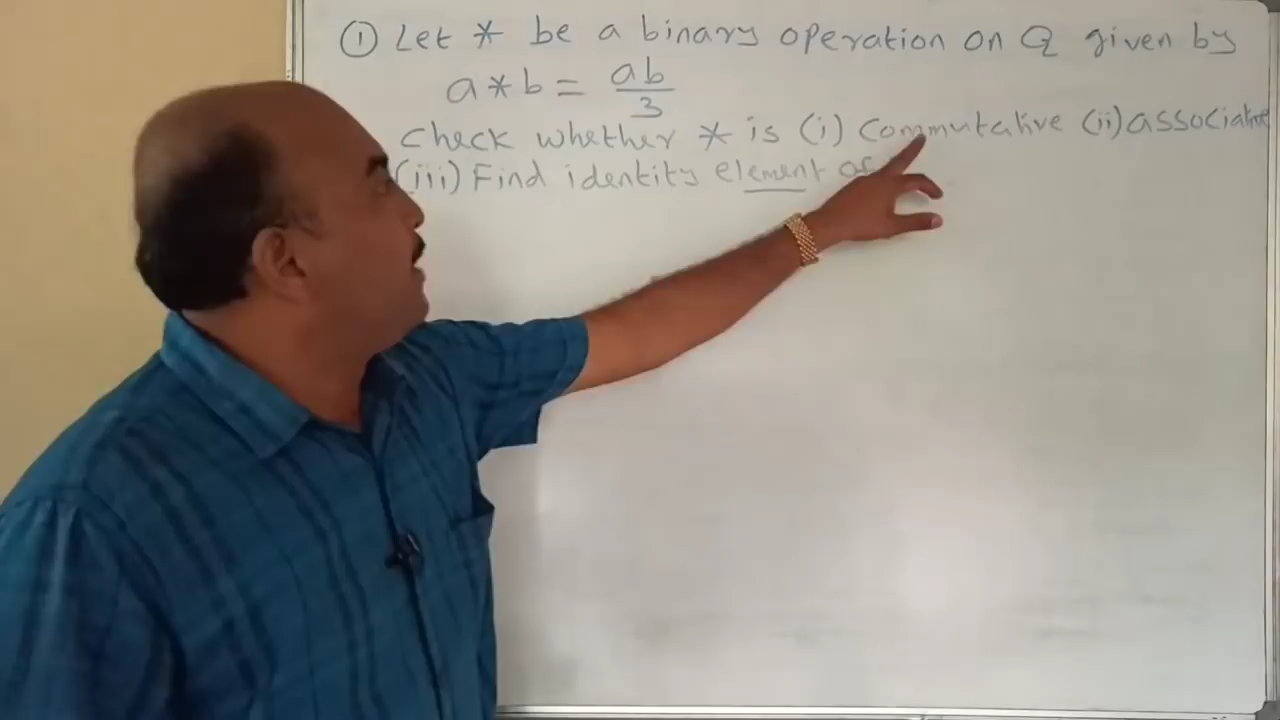 ① Let * be a binary operation on Q given by
a * b = ab/3
check whether * is (i) Commutative (ii) associative
(iii) Find identity element of